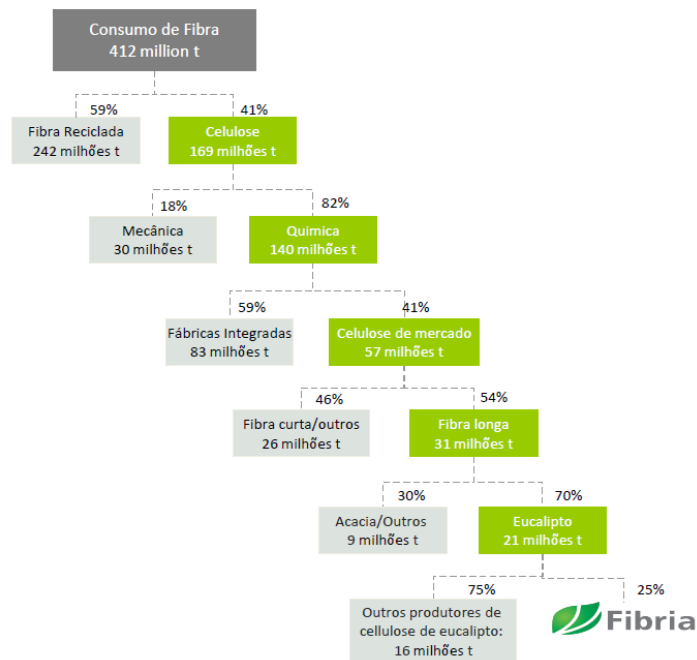 Consumo de Fibra
412 million t
59%
41%
Fibra Reciclada
242 milhões t
Celulose
169 milhões t
18%
82%
Mecânica
30 milhões t
Quimica
140 milhões t
59%
41%
Fábricas Integradas
83 milhões t
Celulose de mercado
57 milhões t
46%
54%
Fibra curta/outros
26 milhões t
Fibra longa
31 milhões t
30%
70%
Acacia/Outros
9 milhões t
Eucalipto
21 milhões t
75%
25%
Outros produtores de
cellulose de eucalipto:
16 milhões t
Fibria